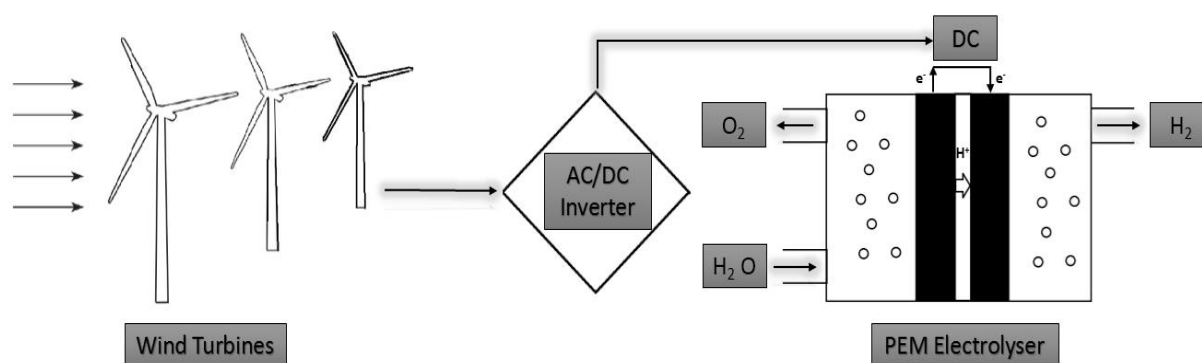 DC
e⁻ e⁻
O₂
H₂
H⁺
AC/DC
Inverter
H₂ O
Wind Turbines
PEM Electrolyser